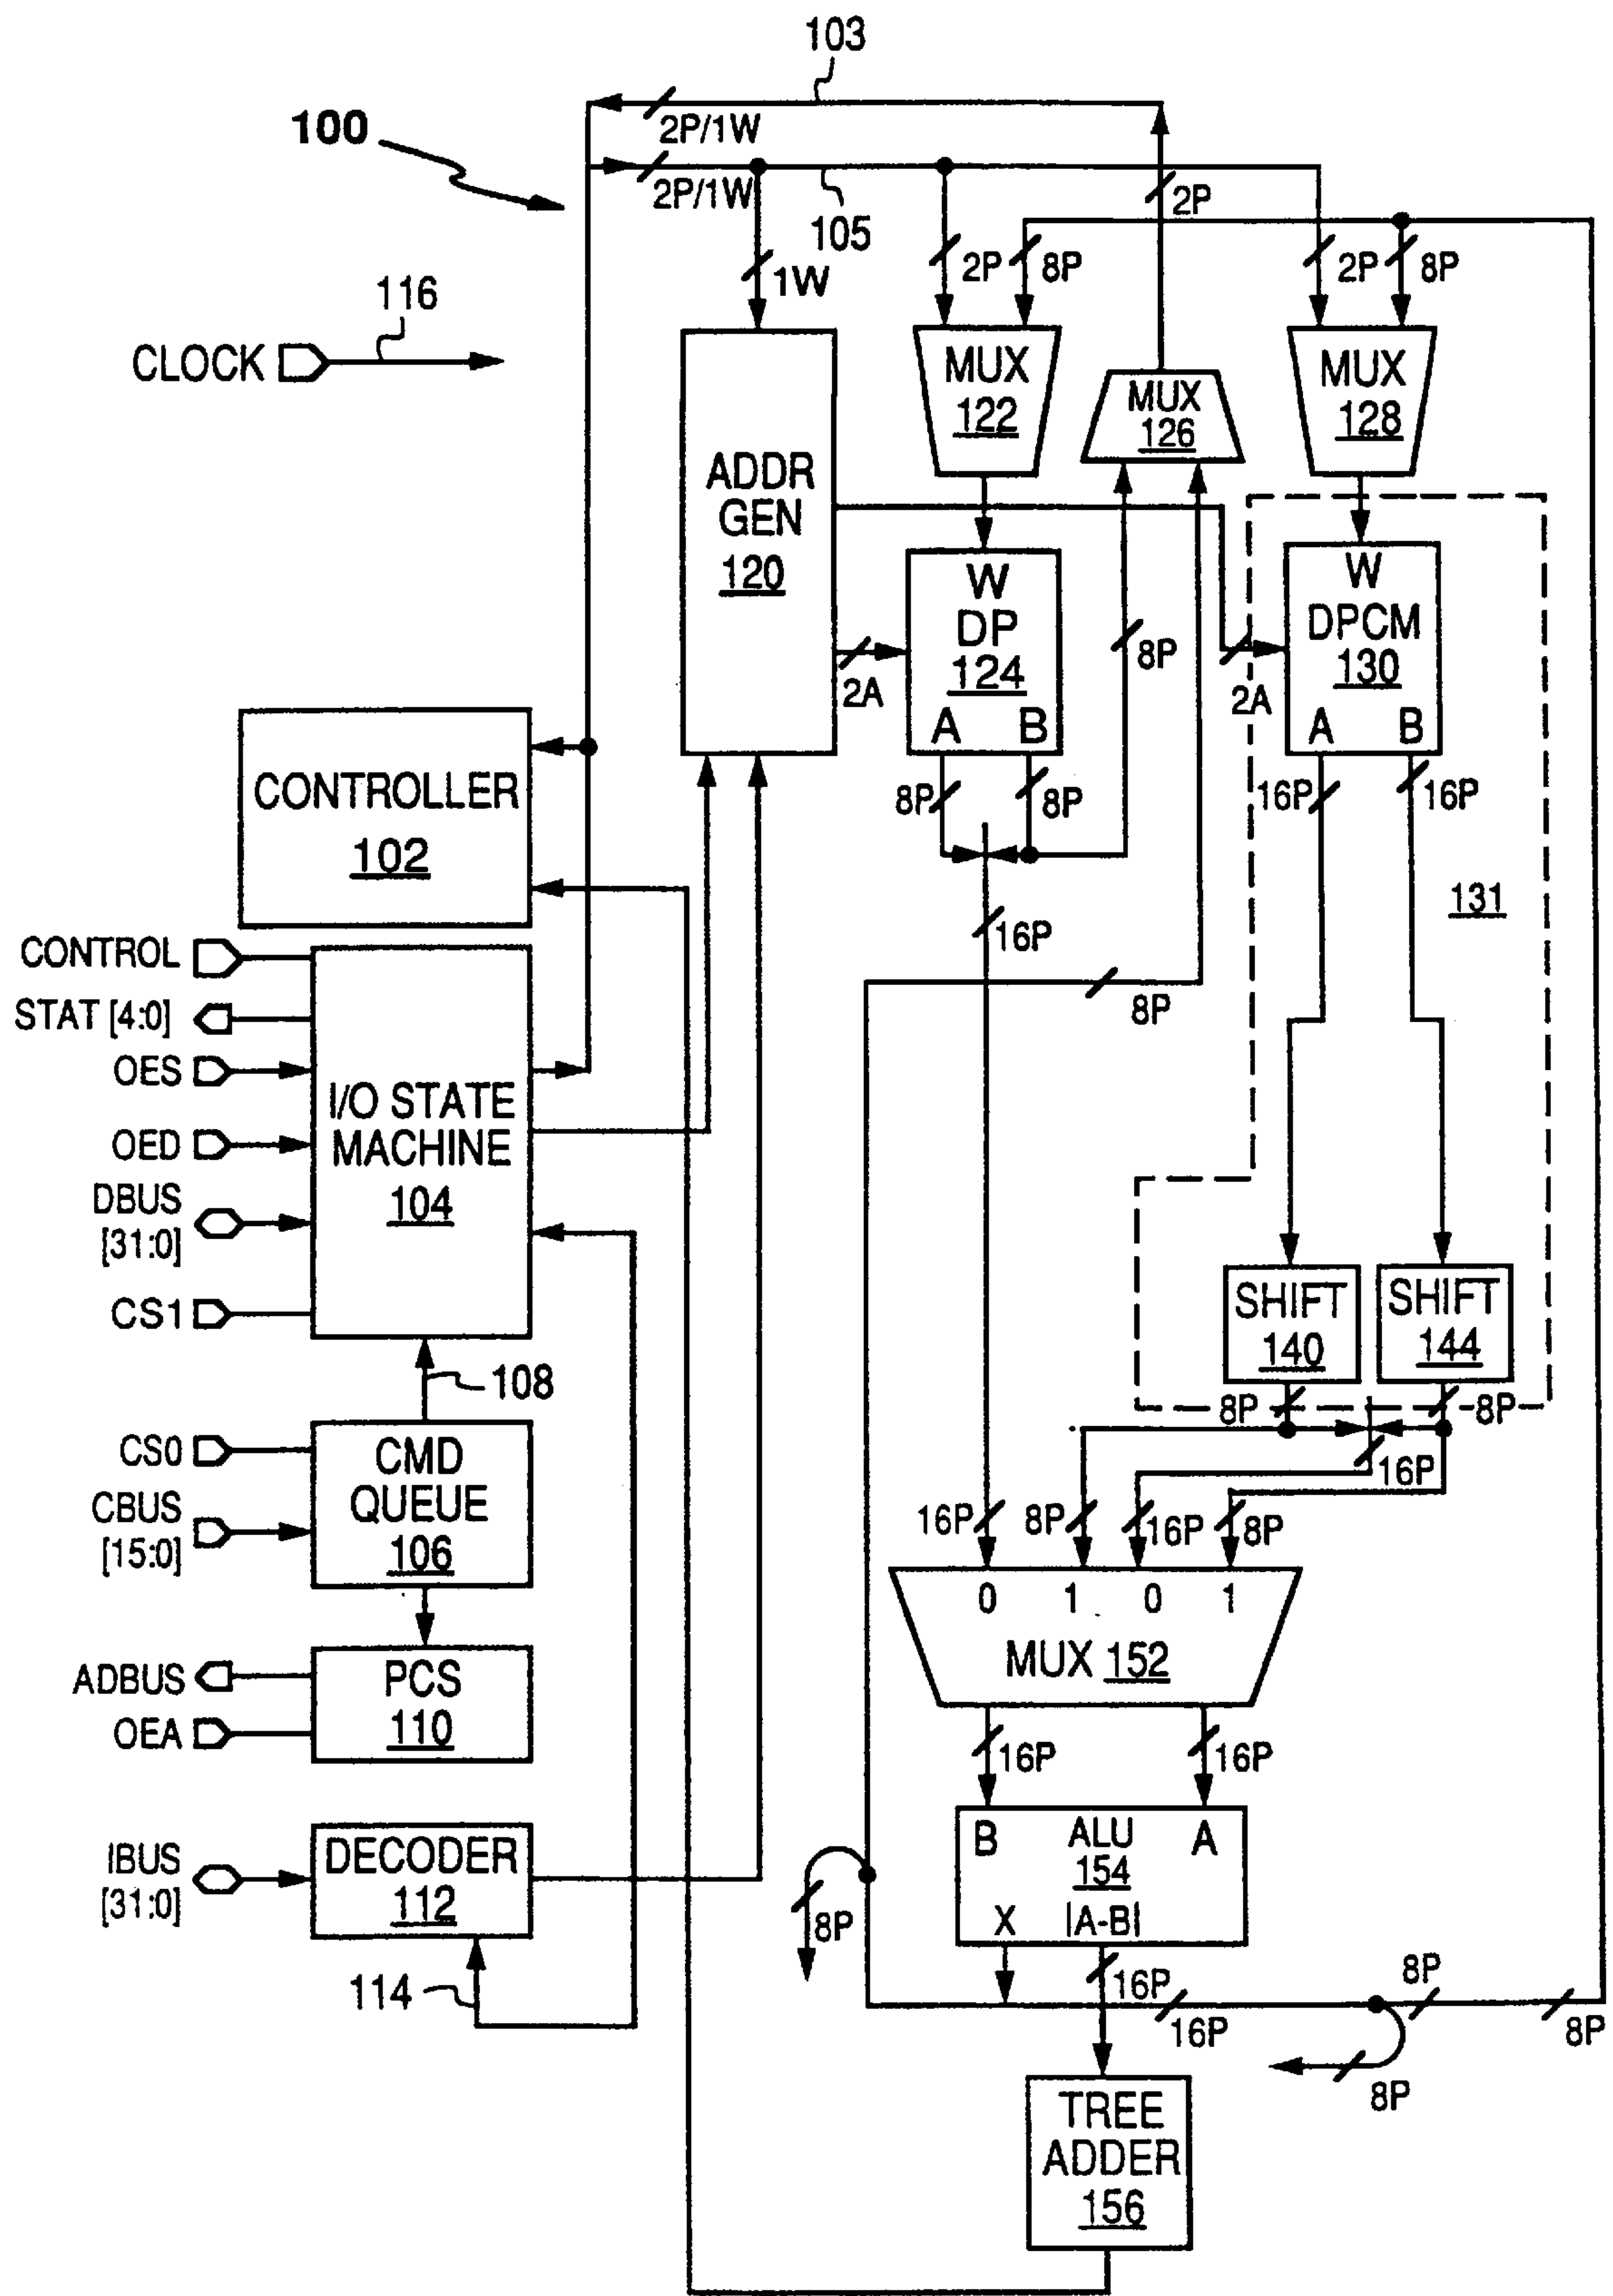 103
100
2P/1W
2P/1W
105
2P
1W
2P
8P
2P
8P
116
CLOCK
MUX
122
MUX
126
MUX
128
ADDR
GEN
120
W
DP
124
A B
2A
8P
W
DPCM
130
A B
2A
8P
8P
16P
16P
CONTROLLER
102
131
16P
8P
CONTROL
STAT [4:0]
OES
OED
DBUS
[31:0]
CS1
I/O STATE
MACHINE
104
SHIFT
140
SHIFT
144
108
8P
8P
16P
CS0
CBUS
[15:0]
CMD
QUEUE
106
16P
8P
16P
8P
0 1 0 1
MUX 152
ADBUS
OEA
PCS
110
16P
16P
IBUS
[31:0]
DECODER
112
B ALU A
154
X |A-B|
8P
114
16P
16P
8P
8P
8P
TREE
ADDER
156